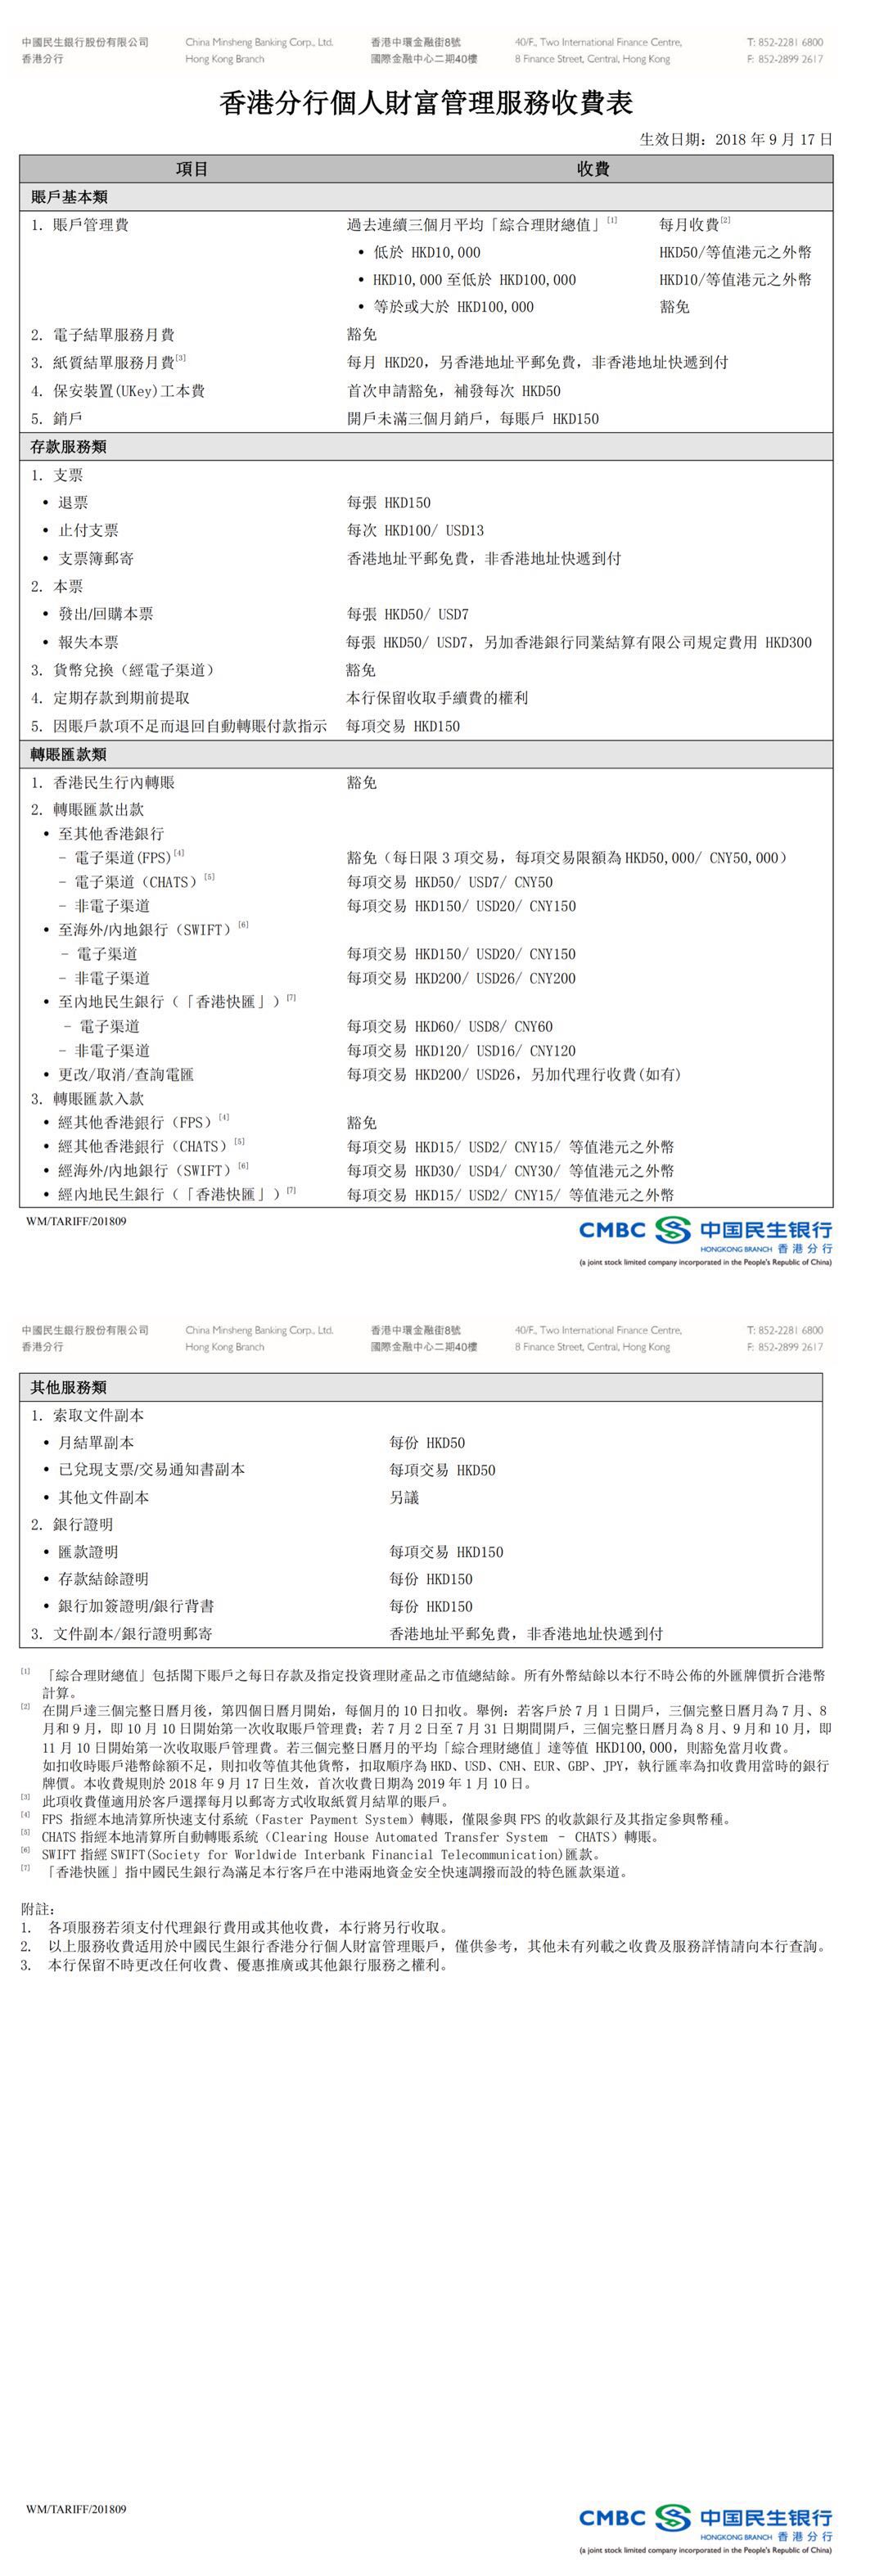 中國民生銀行股份有限公司 China Minsheng Banking Corp., Ltd. 香港中環金融街8號 40/F., Two International Finance Centre, T: 852-2281 6800
香港分行 Hong Kong Branch 國際金融中心二期40樓 8 Finance Street, Central, Hong Kong F: 852-2899 2617
香港分行個人財富管理服務收費表
生效日期：2018 年 9 月 17 日
項目 收費
賬戶基本類
1. 賬戶管理費 過去連續三個月平均「綜合理財總值」[1] 每月收費[2]
• 低於 HKD10,000 HKD50/等值港元之外幣
• HKD10,000 至低於 HKD100,000 HKD10/等值港元之外幣
• 等於或大於 HKD100,000 豁免
2. 電子結單服務月費 豁免
3. 紙質結單服務月費[3] 每月 HKD20，另香港地址平郵免費，非香港地址快遞到付
4. 保安裝置(UKey)工本費 首次申請豁免，補發每次 HKD50
5. 銷戶 開戶未滿三個月銷戶，每賬戶 HKD150
存款服務類
1. 支票
• 退票 每張 HKD150
• 止付支票 每次 HKD100/ USD13
• 支票簿郵寄 香港地址平郵免費，非香港地址快遞到付
2. 本票
• 發出/回購本票 每張 HKD50/ USD7
• 報失本票 每張 HKD50/ USD7，另加香港銀行同業結算有限公司規定費用 HKD300
3. 貨幣兌換（經電子渠道） 豁免
4. 定期存款到期前提取 本行保留收取手續費的權利
5. 因賬戶款項不足而退回自動轉賬付款指示 每項交易 HKD150
轉賬匯款類
1. 香港民生行內轉賬 豁免
2. 轉賬匯款出款
• 至其他香港銀行
– 電子渠道(FPS)[4] 豁免（每日限 3 項交易，每項交易限額為 HKD50,000/ CNY50,000）
– 電子渠道（CHATS）[5] 每項交易 HKD50/ USD7/ CNY50
– 非電子渠道 每項交易 HKD150/ USD20/ CNY150
• 至海外/內地銀行（SWIFT）[6]
– 電子渠道 每項交易 HKD150/ USD20/ CNY150
– 非電子渠道 每項交易 HKD200/ USD26/ CNY200
• 至內地民生銀行（「香港快匯」）[7]
– 電子渠道 每項交易 HKD60/ USD8/ CNY60
– 非電子渠道 每項交易 HKD120/ USD16/ CNY120
• 更改/取消/查詢電匯 每項交易 HKD200/ USD26，另加代理行收費(如有)
3. 轉賬匯款入款
• 經其他香港銀行（FPS）[4] 豁免
• 經其他香港銀行（CHATS）[5] 每項交易 HKD15/ USD2/ CNY15/ 等值港元之外幣
• 經海外/內地銀行（SWIFT）[6] 每項交易 HKD30/ USD4/ CNY30/ 等值港元之外幣
• 經內地民生銀行（「香港快匯」）[7] 每項交易 HKD15/ USD2/ CNY15/ 等值港元之外幣
WM/TARIFF/201809
CMBC 中国民生银行
HONGKONG BRANCH 香港分行
(a joint stock limited company incorporated in the People's Republic of China)
中國民生銀行股份有限公司 China Minsheng Banking Corp., Ltd. 香港中環金融街8號 40/F., Two International Finance Centre, T: 852-2281 6800
香港分行 Hong Kong Branch 國際金融中心二期40樓 8 Finance Street, Central, Hong Kong F: 852-2899 2617
其他服務類
1. 索取文件副本
• 月結單副本 每份 HKD50
• 已兌現支票/交易通知書副本 每項交易 HKD50
• 其他文件副本 另議
2. 銀行證明
• 匯款證明 每項交易 HKD150
• 存款結餘證明 每份 HKD150
• 銀行加簽證明/銀行背書 每份 HKD150
3. 文件副本/銀行證明郵寄 香港地址平郵免費，非香港地址快遞到付
[1] 「綜合理財總值」包括閣下賬戶之每日存款及指定投資理財產品之市值總結餘。所有外幣結餘以本行不時公佈的外匯牌價折合港幣
計算。
[2] 在開戶達三個完整日曆月後，第四個日曆月開始，每個月的 10 日扣收。舉例：若客戶於 7 月 1 日開戶，三個完整日曆月為 7 月、8
月和 9 月，即 10 月 10 日開始第一次收取賬戶管理費；若 7 月 2 日至 7 月 31 日期間開戶，三個完整日曆月為 8 月、9 月和 10 月，即
11 月 10 日開始第一次收取賬戶管理費。若三個完整日曆月的平均「綜合理財總值」達等值 HKD100,000，則豁免當月收費。
如扣收時賬戶港幣餘額不足，則扣收等值其他貨幣，扣取順序為 HKD、USD、CNH、EUR、GBP、JPY，執行匯率為扣收費用當時的銀行
牌價。本收費規則於 2018 年 9 月 17 日生效，首次收費日期為 2019 年 1 月 10 日。
[3] 此項收費僅適用於客戶選擇每月以郵寄方式收取紙質月結單的賬戶。
[4] FPS 指經本地清算所快速支付系統（Faster Payment System）轉賬，僅限參與 FPS 的收款銀行及其指定參與幣種。
[5] CHATS 指經本地清算所自動轉賬系統（Clearing House Automated Transfer System – CHATS）轉賬。
[6] SWIFT 指經 SWIFT(Society for Worldwide Interbank Financial Telecommunication)匯款。
[7] 「香港快匯」指中國民生銀行為滿足本行客戶在中港兩地資金安全快速調撥而設的特色匯款渠道。
附註：
1. 各項服務若須支付代理銀行費用或其他收費，本行將另行收取。
2. 以上服務收費适用於中國民生銀行香港分行個人財富管理賬戶，僅供參考，其他未有列載之收費及服務詳情請向本行查詢。
3. 本行保留不時更改任何收費、優惠推廣或其他銀行服務之權利。
WM/TARIFF/201809
CMBC 中国民生银行
HONGKONG BRANCH 香港分行
(a joint stock limited company incorporated in the People's Republic of China)